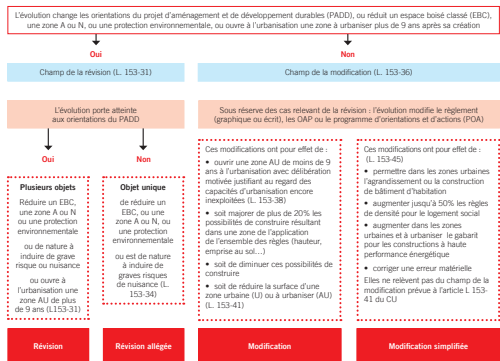 L'évolution change les orientations du projet d'aménagement et de développement durables (PADD), ou réduit un espace boisé classé (EBC),
une zone A ou N, ou une protection environnementale, ou ouvre à l'urbanisation une zone à urbaniser plus de 9 ans après sa création
Oui
Non
Champ de la révision (L. 153-31)
Champ de la modification (L. 153-36)
L'évolution porte atteinte
aux orientations du PADD
Sous réserve des cas relevant de la révision : l'évolution modifie le règlement
(graphique ou écrit), les OAP ou le programme d'orientations et d'actions (POA)
Oui
Non
Plusieurs objets
Réduire un EBC,
une zone A ou N
ou une protection
environnementale
ou de nature à
induire de grave
risque ou nuisance
ou ouvre à
l'urbanisation une
zone AU de plus
de 9 ans (L153-31)
Objet unique
réduire de
EBC, ou une
zone A ou N, ou
une protection
environnementale
ou est de nature
à induire de
graves risques
de nuisance (L.
153-34)
Ces modifications ont pour effet de :
• ouvrir une zone AU de moins de 9
ans à l'urbanisation avec délibération
motivée justifiant au regard des
capacités d'urbanisation encore
inexploitées (L. 153-38)
• soit majorer de plus de 20% les
possibilités de construire résultant
dans une zone de l'application
de l'ensemble des règles (hauteur,
emprise au sol...)
• soit de diminuer ces possibilités de
construire
• soit de réduire la surface d'une
zone urbaine (U) ou à urbaniser (AU)
(L. 153-41)
Ces modifications ont pour effet de :
(L. 153-45)
• permettre dans les zones urbaines
l'agrandissement ou la construction
de bâtiment d'habitation
• augmenter jusqu'à 50% les règles
de densité pour le logement social
• augmenter dans les zones
urbaines et à urbaniser le gabarit
pour les constructions à haute
performance énergétique
• corriger une erreur matérielle
Elles ne relèvent pas du champ de la
modification prévue à l'article L 153-
41 du CU
Révision
Révision allégée
Modification
Modification simplifiée